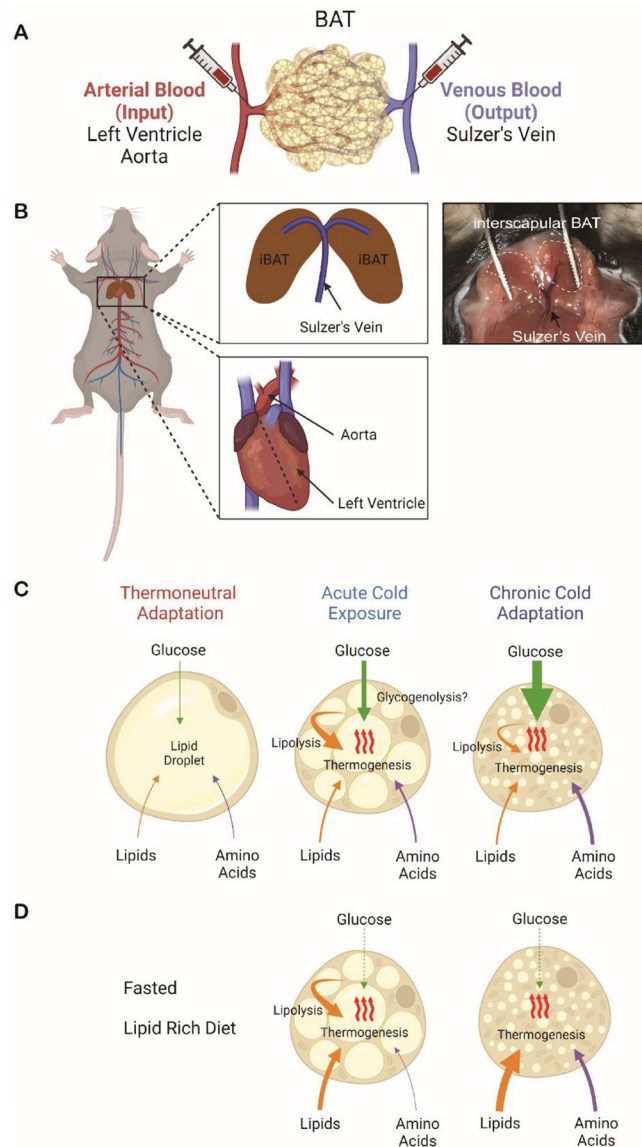 A
BAT
Arterial Blood
(Input)
Left Ventricle
Aorta
Venous Blood
(Output)
Sulzer's Vein
B
iBAT
iBAT
Sulzer's Vein
interscapular BAT
Sulzer's Vein
Aorta
Left Ventricle
C
Thermoneutral
Adaptation
Acute Cold
Exposure
Chronic Cold
Adaptation
Glucose
Lipid
Droplet
Lipids
Amino
Acids
Glucose
Glycogenolysis?
Lipolysis
Thermogenesis
Lipids
Amino
Acids
Glucose
Lipolysis
Thermogenesis
Lipids
Amino
Acids
D
Fasted
Lipid Rich Diet
Glucose
Lipolysis
Thermogenesis
Lipids
Amino
Acids
Glucose
Thermogenesis
Lipids
Amino
Acids